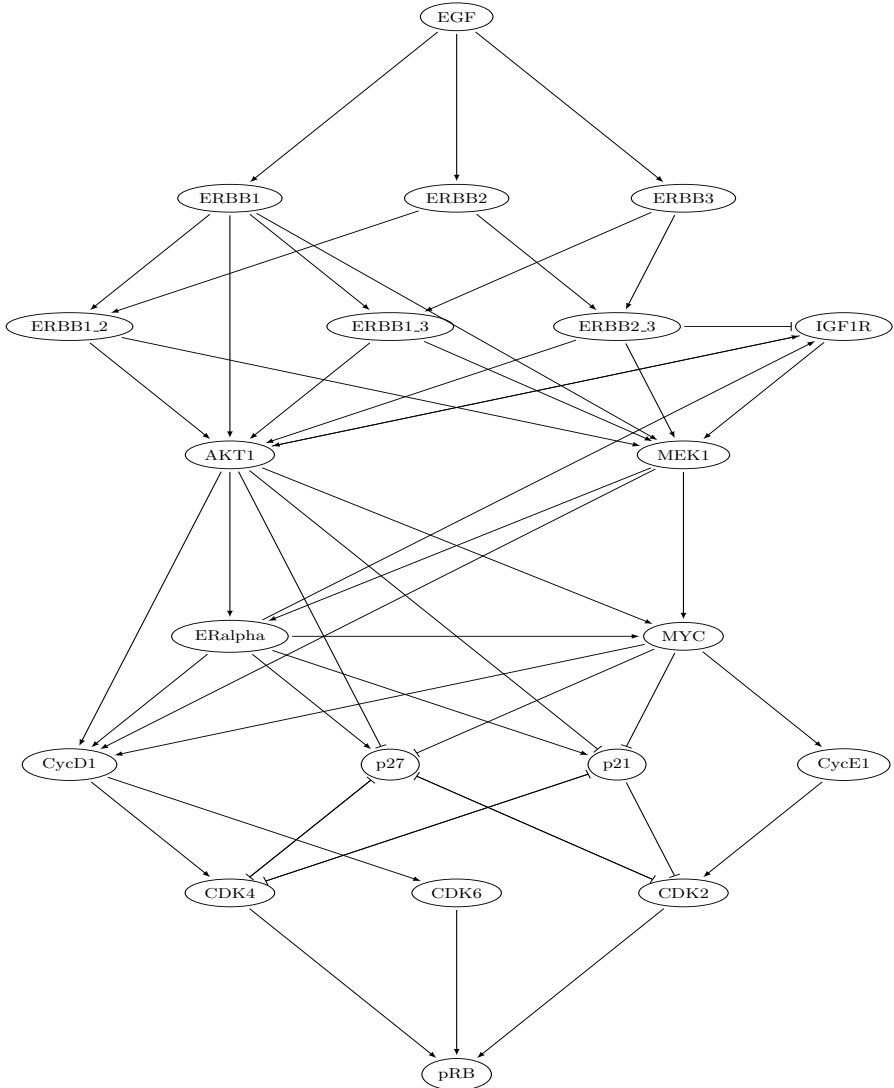 EGF
ERBB1 ERBB2 ERBB3
ERBB1_2 ERBB1_3 ERBB2_3 IGF1R
AKT1 MEK1
ERalpha MYC
CycD1 p27 p21 CycE1
CDK4 CDK6 CDK2
pRB